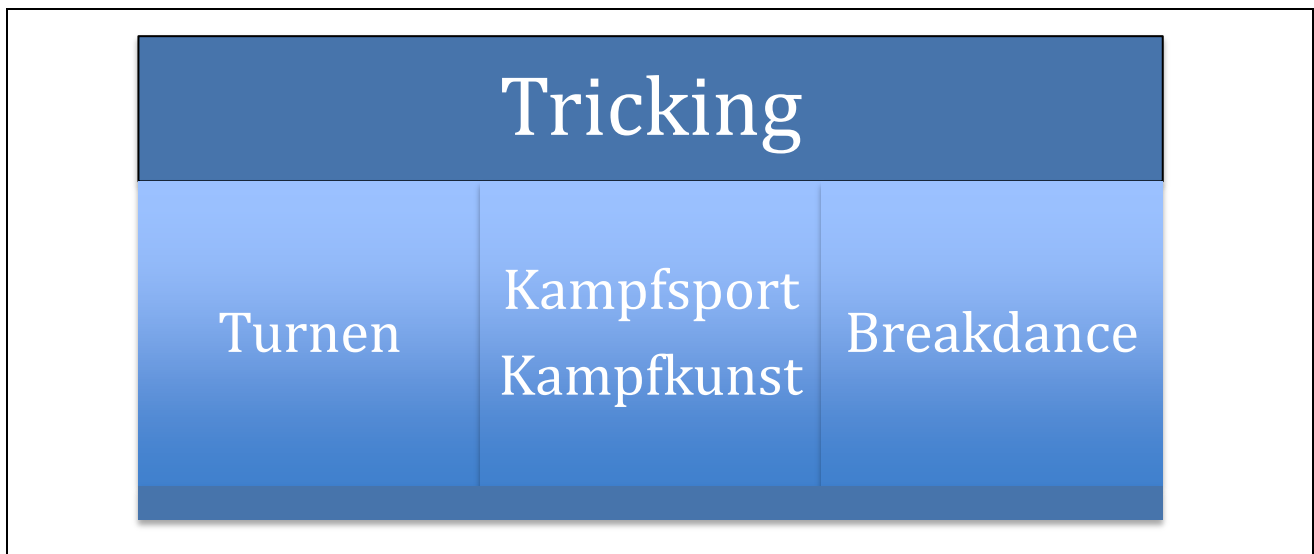 Tricking
Turnen
Kampfsport
Kampfkunst
Breakdance